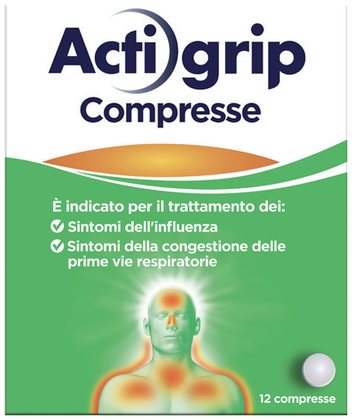 Actigrip
Compresse
È indicato per il trattamento dei:
Sintomi dell'influenza
Sintomi della congestione delle
prime vie respiratorie
12 compresse